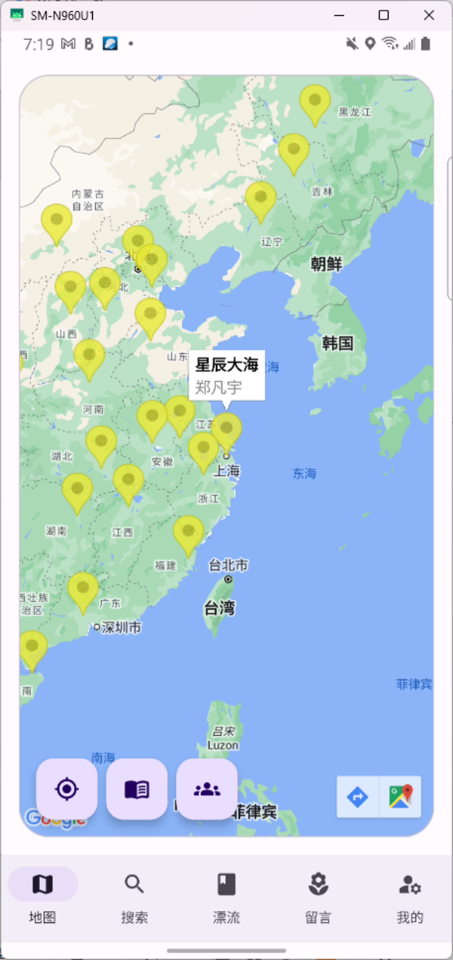 SM-N960U1
7:19
黑龙江
吉林
内蒙古
自治区
辽宁
朝鲜
北
山西
韩国
山东
星辰大海
郑凡宇
海
西
河南
江苏
湖北
安徽
上海
东海
浙江
湖南
江西
福建
台北市
西壮族
治区
广东
台湾
深圳市
菲律宾
南
吕宋
Luzon
南海
菲律宾
Google
地图
搜索
漂流
留言
我的